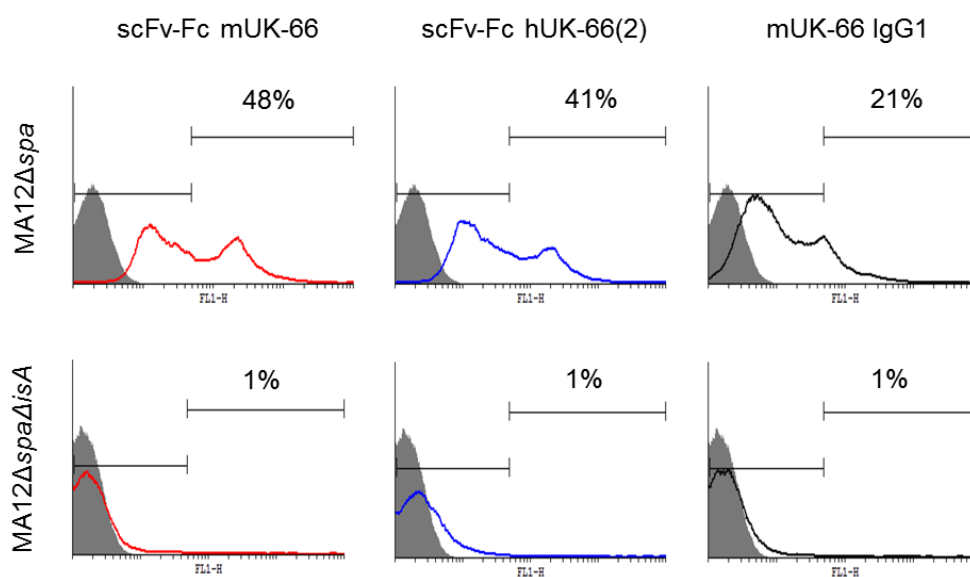 scFv-Fc mUK-66 scFv-Fc hUK-66(2) mUK-66 IgG1
MA12Δspa
48% 41% 21%
FL1-H FL1-H FL1-H
MA12ΔspaΔisA
1% 1% 1%
FL1-H FL1-H FL1-H